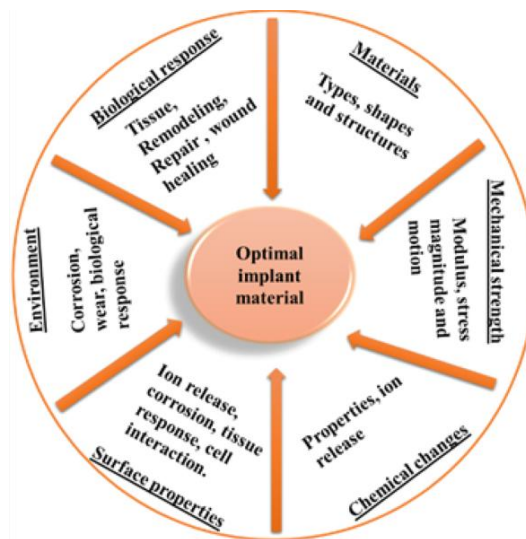 Biological response
Tissue,
Remodeling,
Repair , wound
healing
Materials
Types, shapes
and structures
Mechanical strength
Modulus, stress
magnitude and
motion
Chemical changes
Properties, ion
release
Surface properties
Ion release,
corrosion, tissue
response, cell
interaction.
Environment
Corrosion,
wear, biological
response
Optimal
implant
material